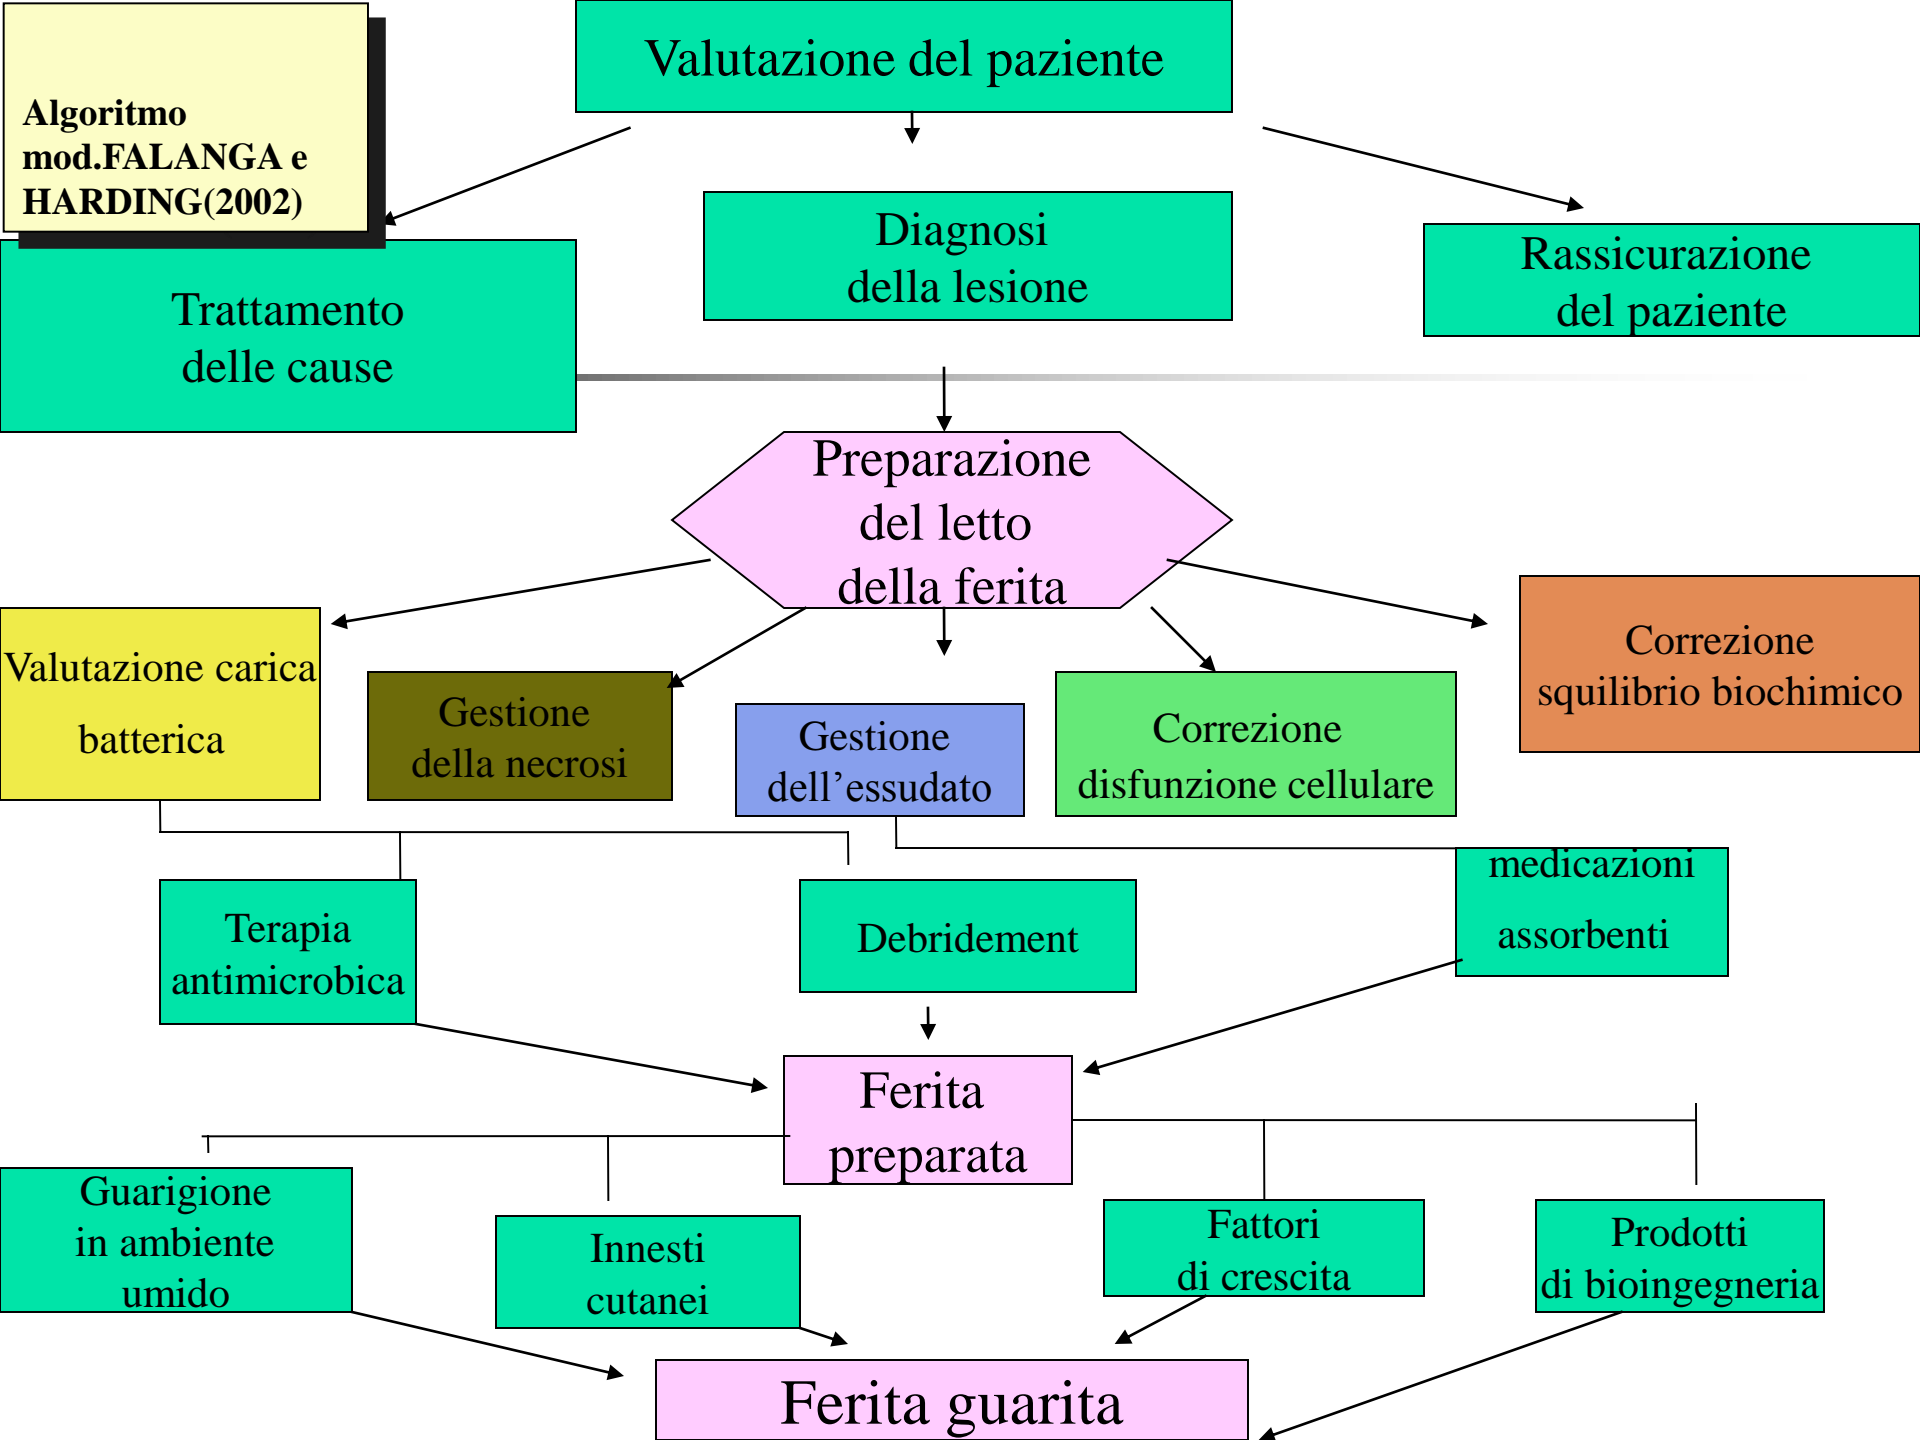 Algoritmo
mod.FALANGA e
HARDING(2002)
Valutazione del paziente
Trattamento
delle cause
Diagnosi
della lesione
Rassicurazione
del paziente
Preparazione
del letto
della ferita
Valutazione carica
batterica
Gestione
della necrosi
Gestione
dell’essudato
Correzione
disfunzione cellulare
Correzione
squilibrio biochimico
Terapia
antimicrobica
Debridement
medicazioni
assorbenti
Ferita
preparata
Guarigione
in ambiente
umido
Innesti
cutanei
Fattori
di crescita
Prodotti
di bioingegneria
Ferita guarita